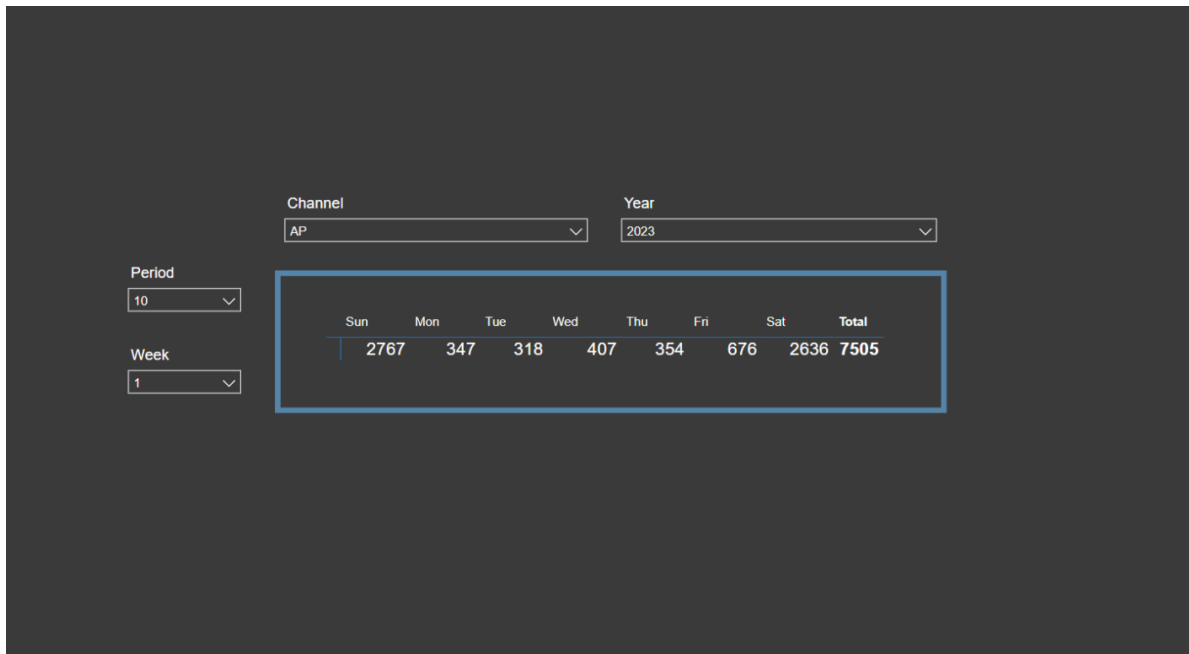 Channel Year
AP 2023
Period
10
Sun Mon Tue Wed Thu Fri Sat Total
2767 347 318 407 354 676 2636 7505
Week
1